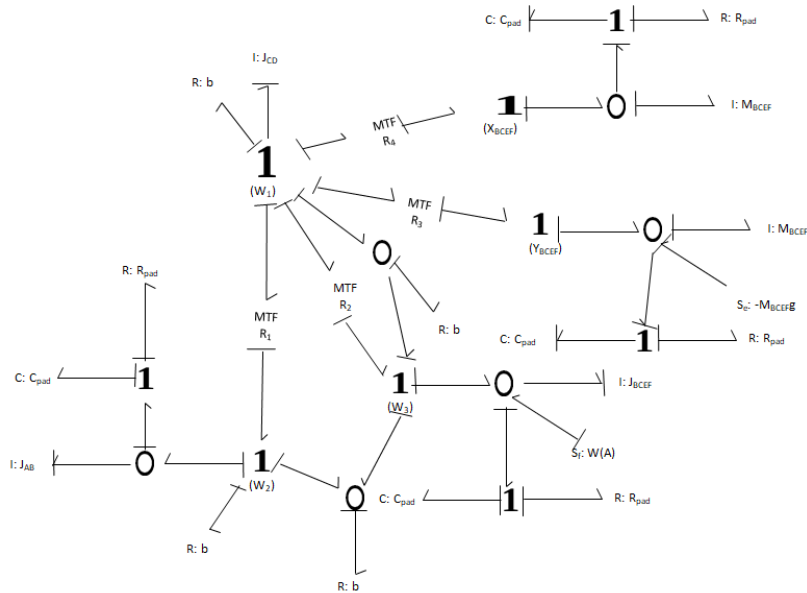 C: Cpad
1
R: Rpad
I: JCD
R: b
MTF
R4
1
(XBCEF)
0
I: MBCEF
1
(W1)
MTF
R3
1
(YBCEF)
0
I: MBCEF
0
R: Rpad
MTF
R2
Se: -MBCEFg
MTF
R1
R: b
C: Cpad
1
R: Rpad
C: Cpad
1
1
(W3)
0
I: JBCEF
Sf: W(A)
I: JAB
0
1
(W2)
0
C: Cpad
1
R: Rpad
R: b
R: b